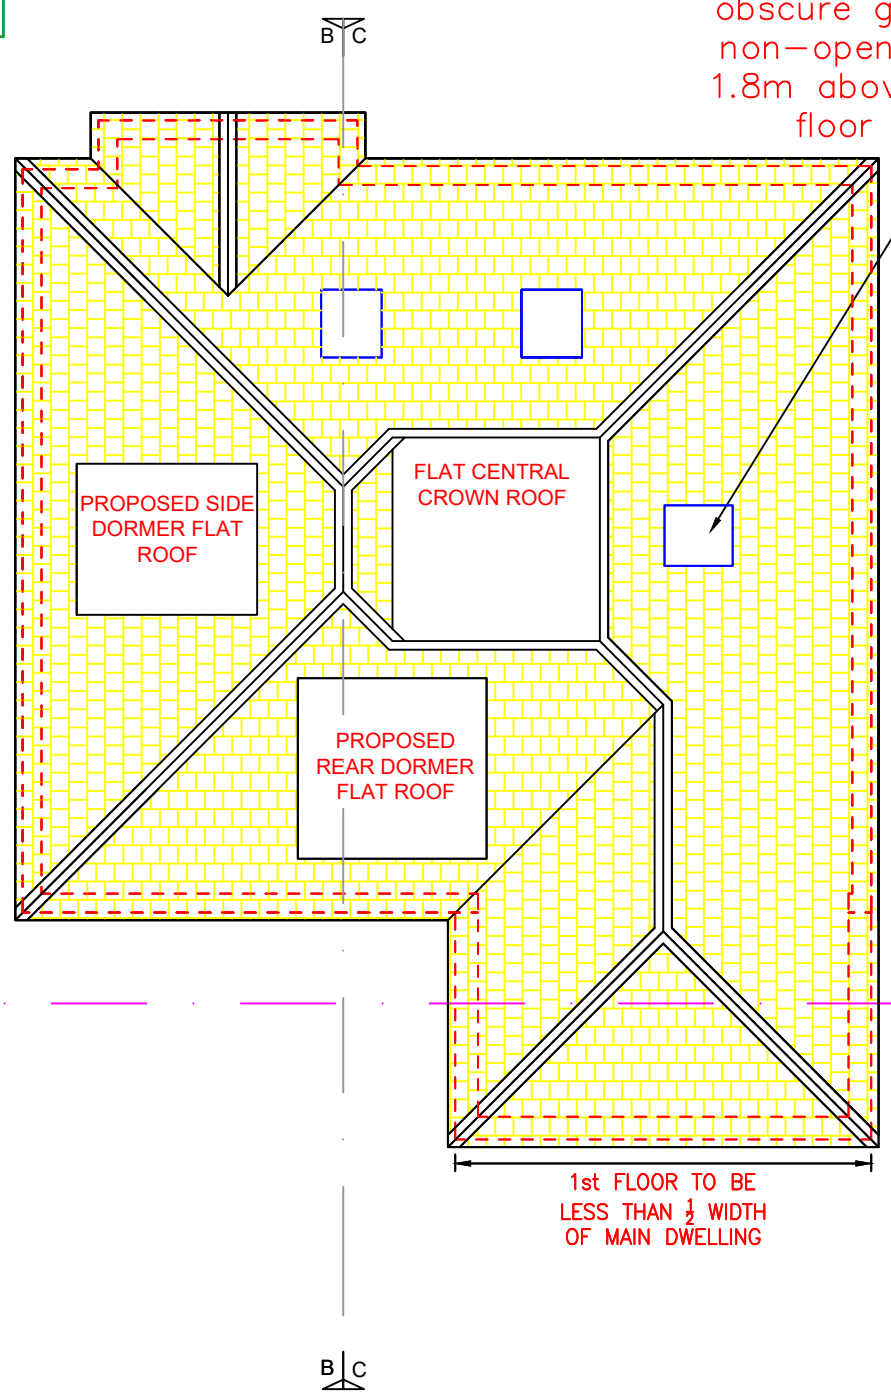 B C
obscure g
non-open
1.8m abov
floor
PROPOSED SIDE
DORMER FLAT
ROOF
FLAT CENTRAL
CROWN ROOF
PROPOSED
REAR DORMER
FLAT ROOF
1st FLOOR TO BE
LESS THAN ½ WIDTH
OF MAIN DWELLING
B C